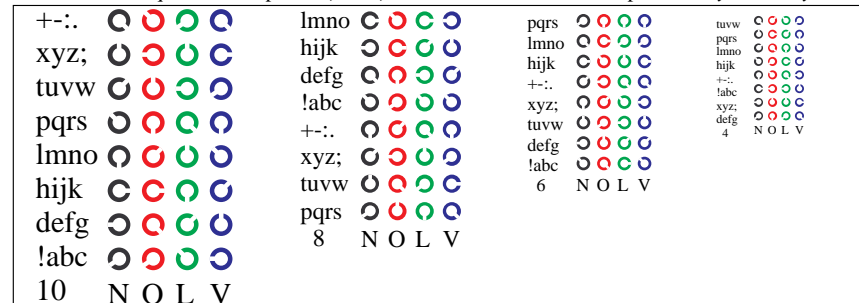 +-:.
xyz;
tuvw
pqrs
lmno
hijk
defg
!abc
10 N O L V
lmno
hijk
defg
!abc
+-:.
xyz;
tuvw
pqrs
8 N O L V
pqrs
lmno
hijk
+-:.
xyz;
tuvw
defg
!abc
6 N O L V
tuvw
pqrs
lmno
hijk
+-:.
!abc
xyz;
defg
4 N O L V